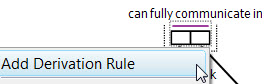 can fully communicate in
Add Derivation Rule
k